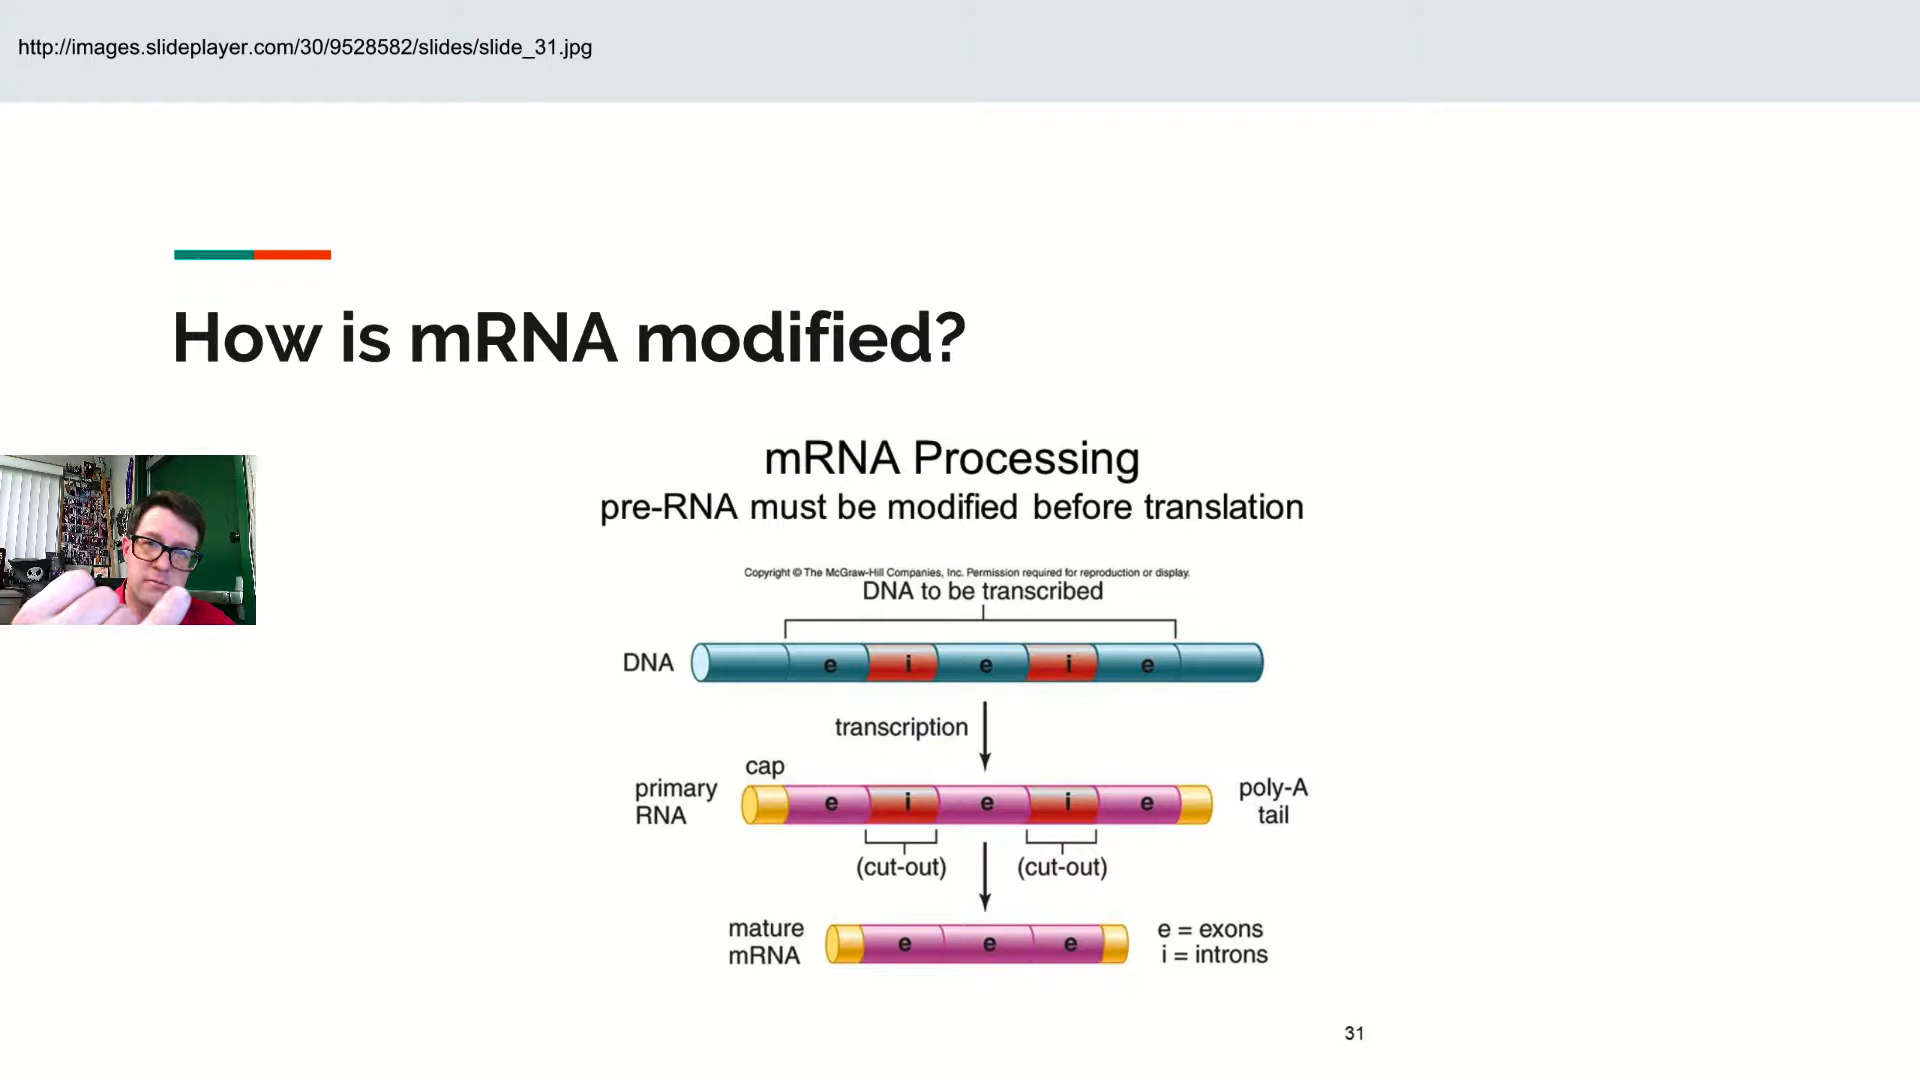 http://images.slideplayer.com/30/9528582/slides/slide_31.jpg
How is mRNA modified?
mRNA Processing
pre-RNA must be modified before translation
Copyright © The McGraw-Hill Companies, Inc. Permission required for reproduction or display.
DNA to be transcribed
DNA
e i e i e
transcription
cap
primary
RNA
e i e i e
poly-A
tail
(cut-out) (cut-out)
mature
mRNA
e e e
e = exons
i = introns
31